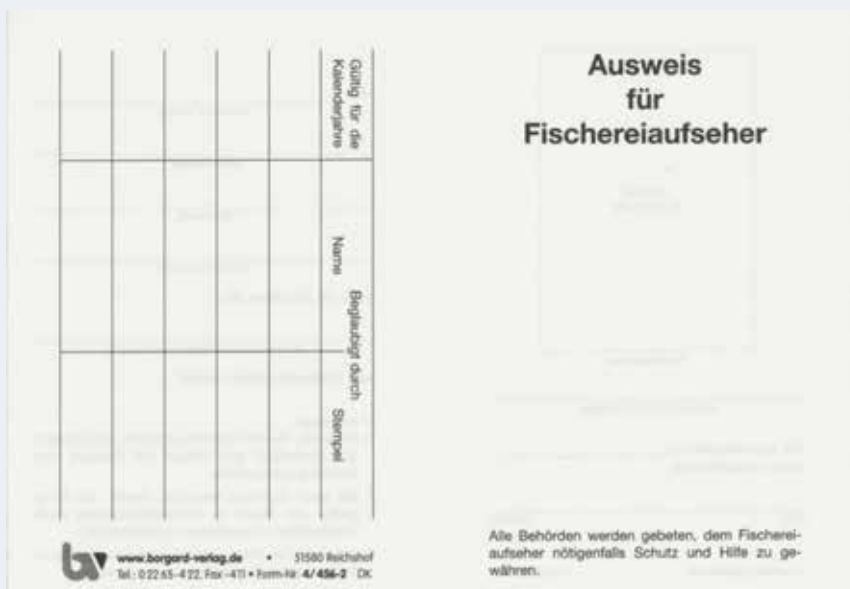 Gültig für die
Kalenderjahre
Beglaubigt durch
Name
Stempel
bv
www.borgard-verlag.de • 51580 Reichshof
Tel.: 0 22 65-4 22, Fax -411 • Form-Nr. 4/456-2 DK
Ausweis
für
Fischereiaufseher
Alle Behörden werden gebeten, dem Fischerei-
aufseher nötigenfalls Schutz und Hilfe zu ge-
währen.